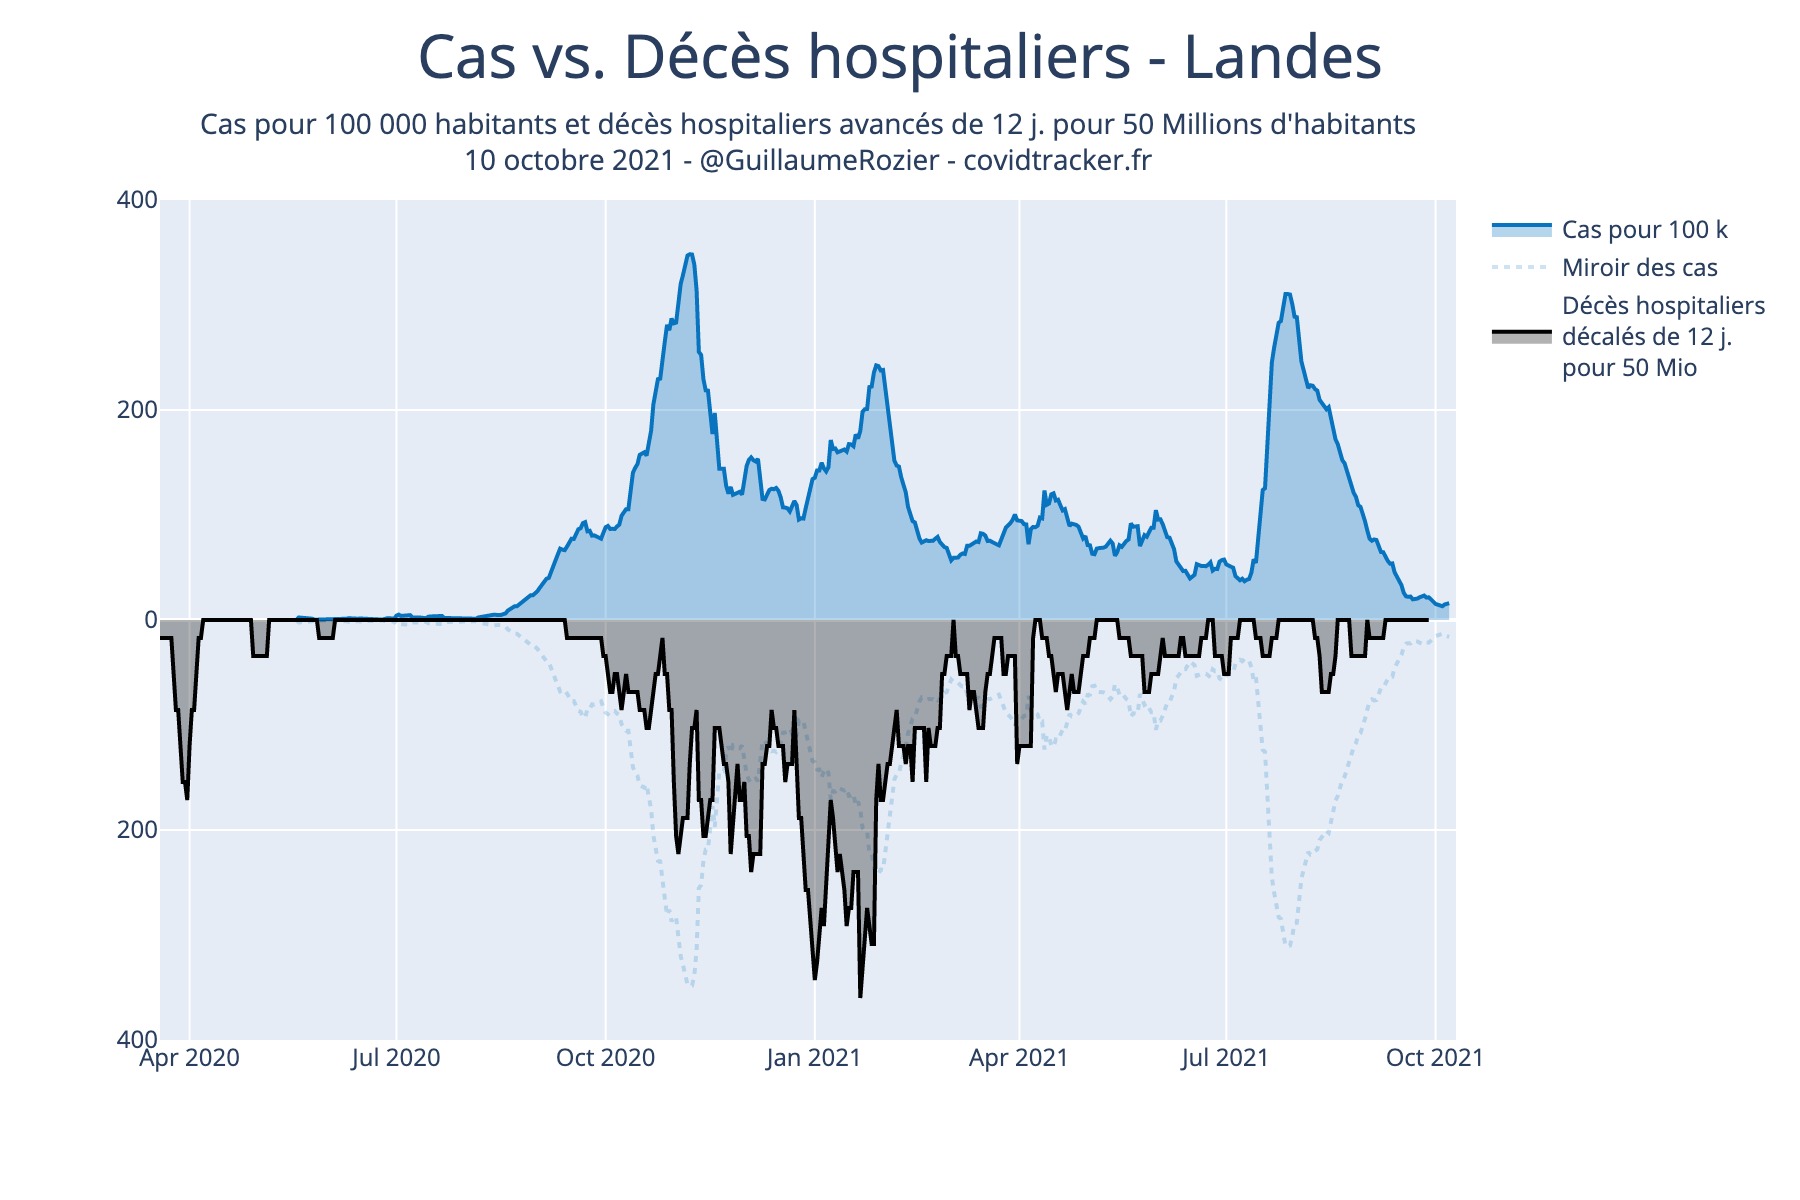 Cas vs. Décès hospitaliers - Landes
Cas pour 100 000 habitants et décès hospitaliers avancés de 12 j. pour 50 Millions d'habitants
10 octobre 2021 - @GuillaumeRozier - covidtracker.fr
400
200
0
200
400
Apr 2020
Jul 2020
Oct 2020
Jan 2021
Apr 2021
Jul 2021
Oct 2021
Cas pour 100 k
Miroir des cas
Décès hospitaliers
décalés de 12 j.
pour 50 Mio